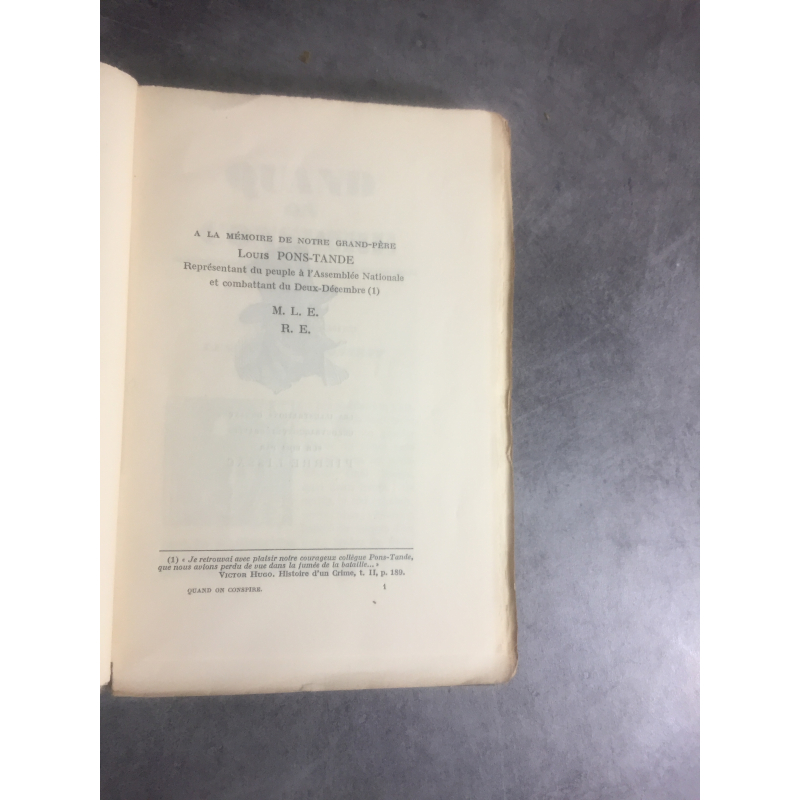 A LA MÉMOIRE DE NOTRE GRAND-PÈRE
LOUIS PONS-TANDE
Représentant du peuple à l'Assemblée Nationale
et combattant du Deux-Décembre (1)
M. L. E.
R. E.
(1) « Je retrouvai avec plaisir notre courageux collègue Pons-Tande,
que nous avions perdu de vue dans la fumée de la bataille... »
VICTOR HUGO. Histoire d'un Crime, t. II, p. 189.
QUAND ON CONSPIRE. 1